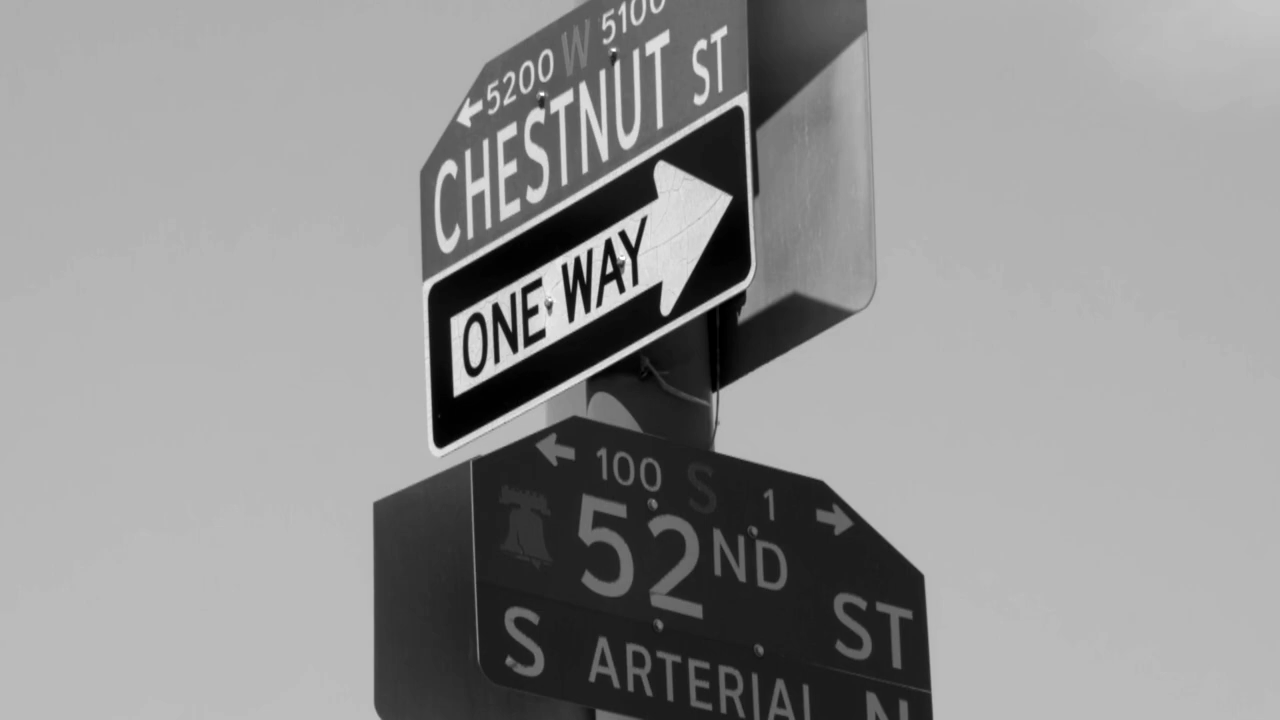 ← 5200 W 5100
CHESTNUT ST
ONE WAY
← 100 S 1 →
52ND ST
S ARTERIAL N